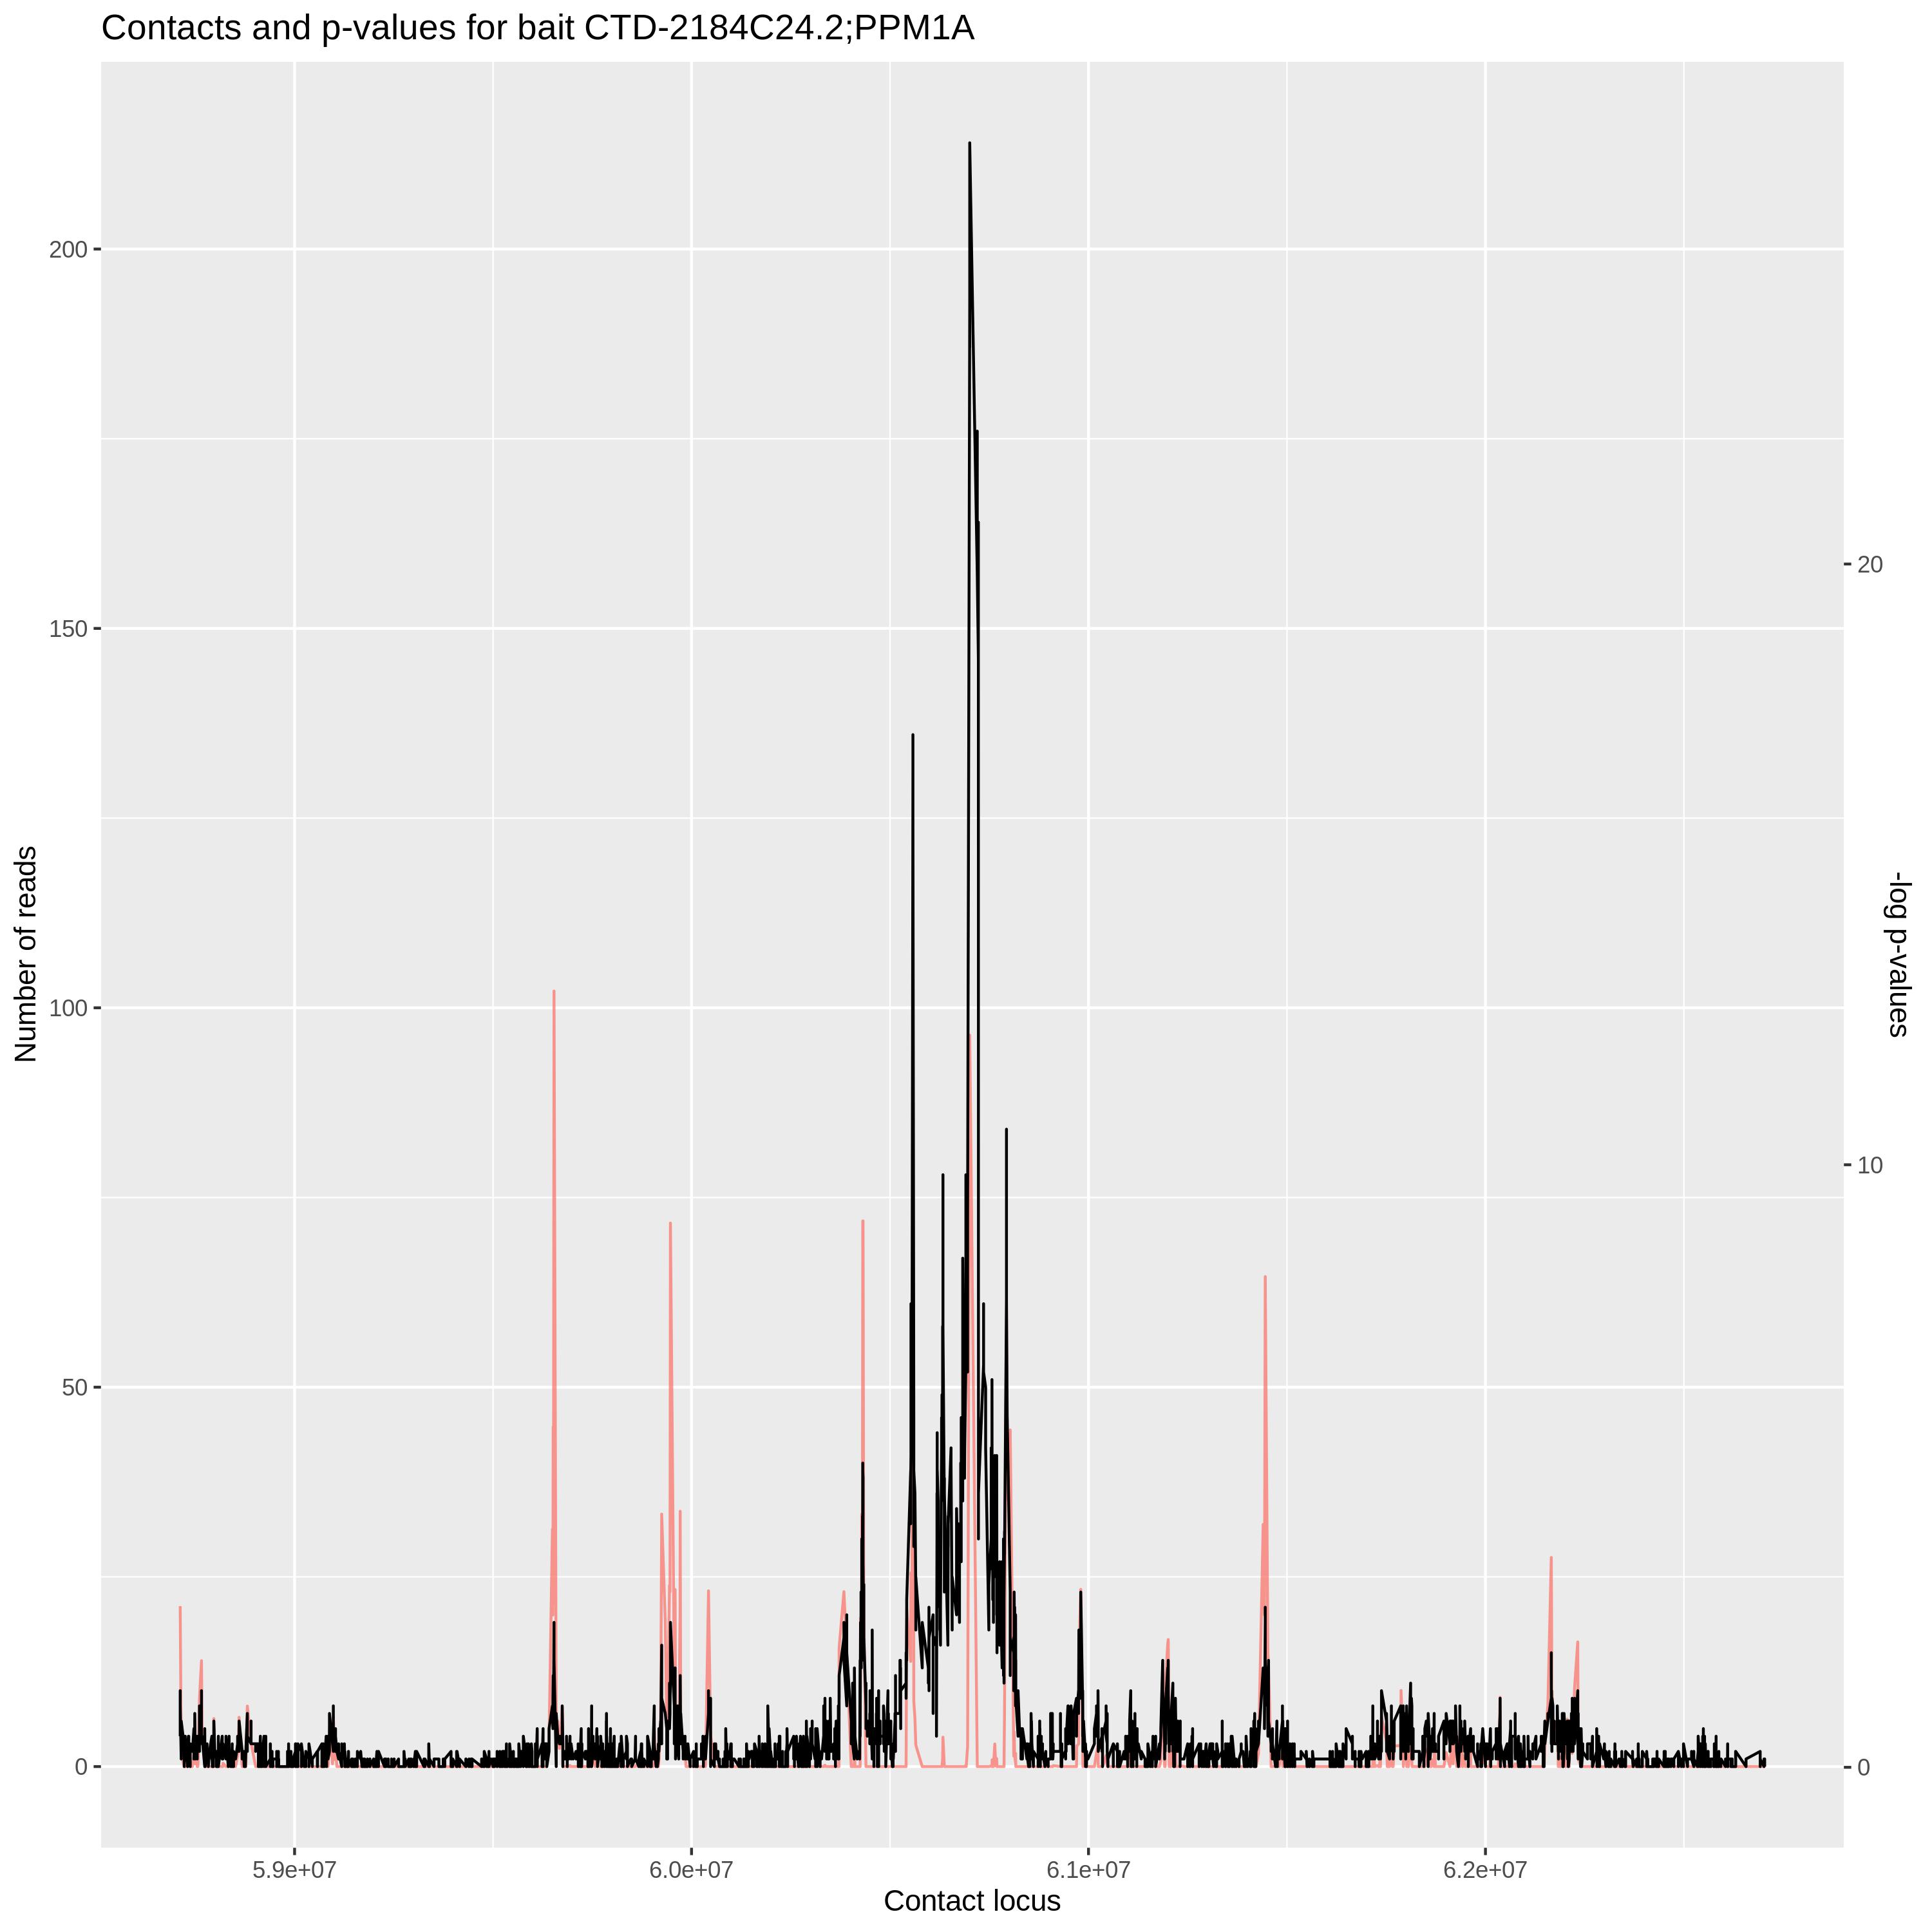 Contacts and p-values for bait CTD-2184C24.2;PPM1A
200
150
100
50
0
Number of reads
20
10
0
-log p-values
5.9e+07 6.0e+07 6.1e+07 6.2e+07
Contact locus